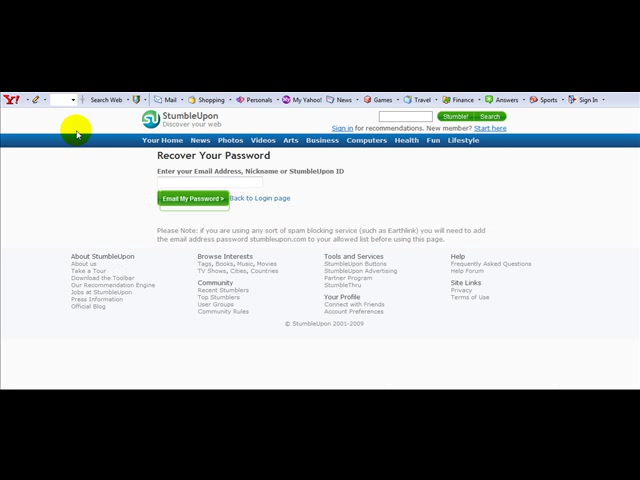 Y! Search Web Mail Shopping Personals My Yahoo! News Games Travel Finance Answers Sports Sign In
StumbleUpon
Discover your web
Stumble! Search
Sign in for recommendations. New member? Start here
Your Home News Photos Videos Arts Business Computers Health Fun Lifestyle
Recover Your Password
Enter your Email Address, Nickname or StumbleUpon ID
Email My Password > Back to Login page
Please Note: if you are using any sort of spam blocking service (such as Earthlink) you will need to
add the email address password stumbleupon.com to your allowed list before using this page.
About StumbleUpon
About us
Take a Tour
Download the Toolbar
Our Recommendation Engine
Jobs at StumbleUpon
Press Information
Official Blog
Browse Interests
Tags, Books, Music, Movies
TV Shows, Cities, Countries
Community
Recent Stumblers
Top Stumblers
User Groups
Community Rules
Tools and Services
StumbleUpon Buttons
StumbleUpon Advertising
Partner Program
StumbleThru
Your Profile
Connect with Friends
Account Preferences
Help
Frequently Asked Questions
Help Forum
Site Links
Privacy
Terms of Use
© StumbleUpon 2001-2009